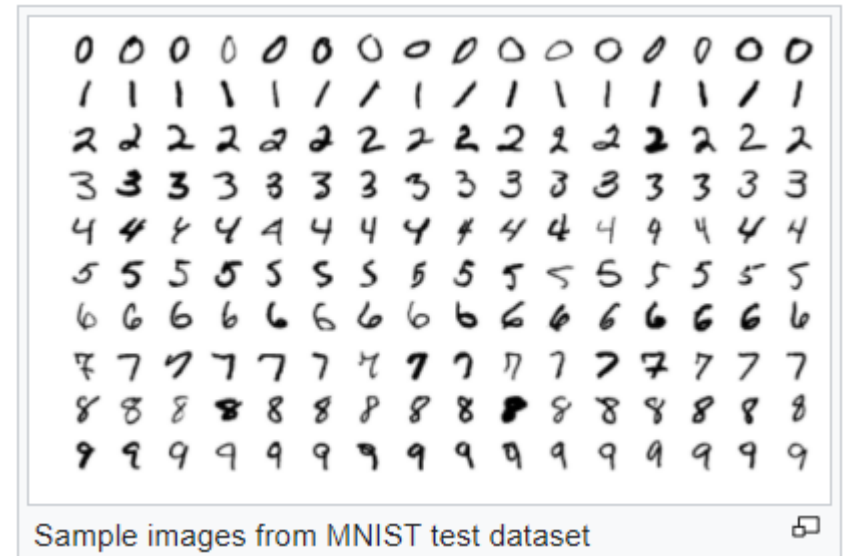 0 0 0 0 0 0 0 0 0 0 0 0 0 0 0 0
1 1 1 1 1 1 1 1 1 1 1 1 1 1 1 1
2 2 2 2 2 2 2 2 2 2 2 2 2 2 2 2
3 3 3 3 3 3 3 3 3 3 3 3 3 3 3 3
4 4 4 4 4 4 4 4 4 4 4 4 4 4 4 4
5 5 5 5 5 5 5 5 5 5 5 5 5 5 5 5
6 6 6 6 6 6 6 6 6 6 6 6 6 6 6 6
7 7 7 7 7 7 7 7 7 7 7 7 7 7 7 7
8 8 8 8 8 8 8 8 8 8 8 8 8 8 8 8
9 9 9 9 9 9 9 9 9 9 9 9 9 9 9 9
Sample images from MNIST test dataset